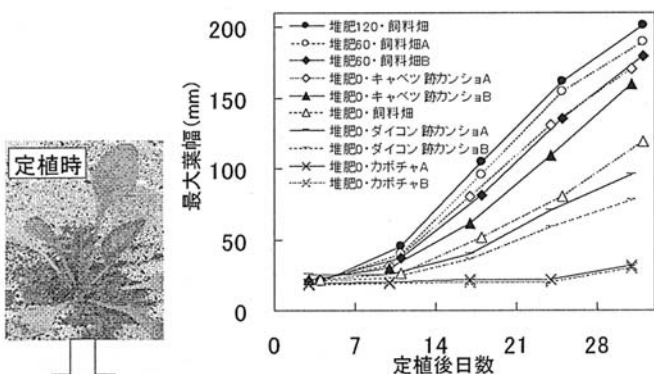 定植時
最大葉幅(mm)
200
150
100
50
0
堆肥120・飼料畑
堆肥60・飼料畑A
堆肥60・飼料畑B
堆肥0・キャベツ跡カンショA
堆肥0・キャベツ跡カンショB
堆肥0・飼料畑
堆肥0・ダイコン跡カンショA
堆肥0・ダイコン跡カンショB
堆肥0・カボチャA
堆肥0・カボチャB
0 7 14 21 28
定植後日数